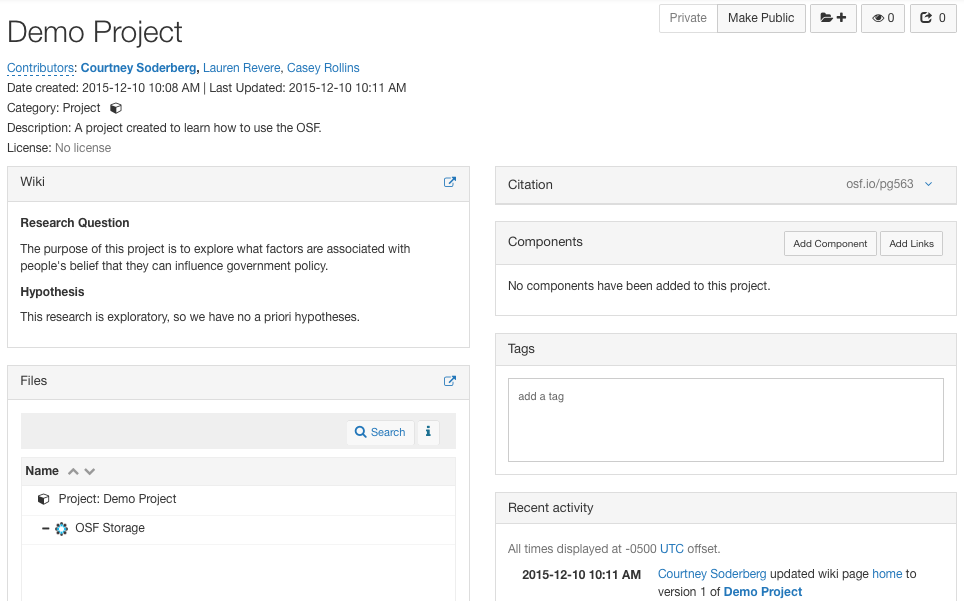 Demo Project
Private
Make Public
0
0
Contributors: Courtney Soderberg, Lauren Revere, Casey Rollins
Date created: 2015-12-10 10:08 AM | Last Updated: 2015-12-10 10:11 AM
Category: Project
Description: A project created to learn how to use the OSF.
License: No license
Wiki
Research Question
The purpose of this project is to explore what factors are associated with
people's belief that they can influence government policy.
Hypothesis
This research is exploratory, so we have no a priori hypotheses.
Files
Search
i
Name
Project: Demo Project
OSF Storage
Citation
osf.io/pg563
Components
Add Component
Add Links
No components have been added to this project.
Tags
add a tag
Recent activity
All times displayed at -0500 UTC offset.
2015-12-10 10:11 AM
Courtney Soderberg updated wiki page home to
version 1 of Demo Project